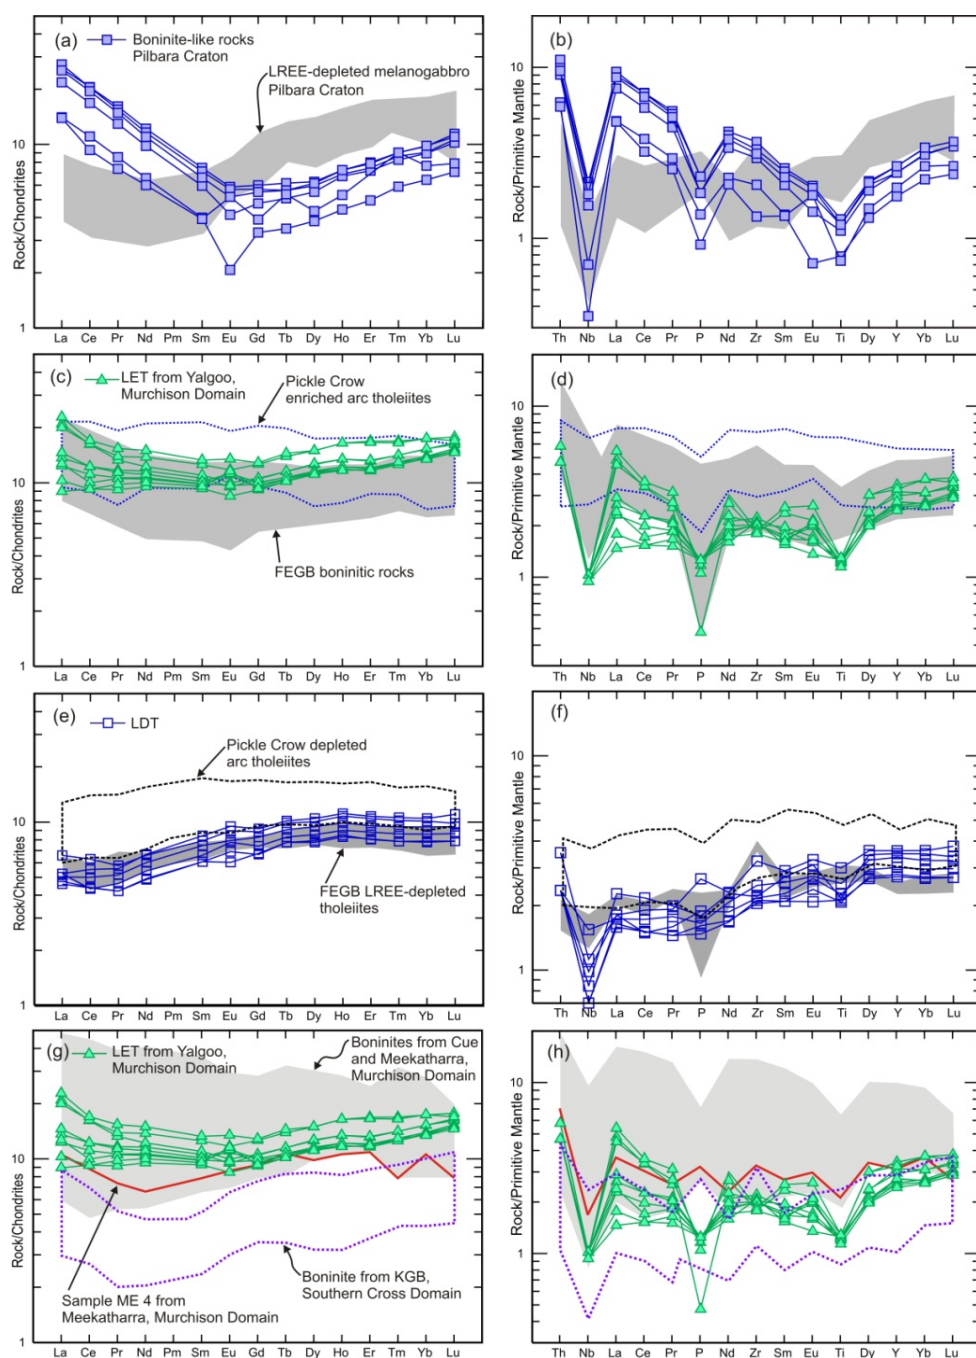 (a)
Boninite-like rocks
Pilbara Craton
LREE-depleted melanogabbro
Pilbara Craton
Rock/Chondrites
10
1
La Ce Pr Nd Pm Sm Eu Gd Tb Dy Ho Er Tm Yb Lu
(b)
Rock/Primitive Mantle
10
1
Th Nb La Ce Pr P Nd Zr Sm Eu Ti Dy Y Yb Lu
(c)
LET from Yalgoo,
Murchison Domain
Pickle Crow
enriched arc tholeiites
FEGB boninitic rocks
Rock/Chondrites
10
1
La Ce Pr Nd Pm Sm Eu Gd Tb Dy Ho Er Tm Yb Lu
(d)
Rock/Primitive Mantle
10
1
Th Nb La Ce Pr P Nd Zr Sm Eu Ti Dy Y Yb Lu
(e)
LDT
Pickle Crow depleted
arc tholeiites
FEGB LREE-depleted
tholeiites
Rock/Chondrites
10
1
La Ce Pr Nd Pm Sm Eu Gd Tb Dy Ho Er Tm Yb Lu
(f)
Rock/Primitive Mantle
10
1
Th Nb La Ce Pr P Nd Zr Sm Eu Ti Dy Y Yb Lu
(g)
LET from Yalgoo,
Murchison Domain
Boninites from Cue
and Meekatharra,
Murchison Domain
Sample ME 4 from
Meekatharra, Murchison Domain
Boninite from KGB,
Southern Cross Domain
Rock/Chondrites
10
1
La Ce Pr Nd Pm Sm Eu Gd Tb Dy Ho Er Tm Yb Lu
(h)
Rock/Primitive Mantle
10
1
Th Nb La Ce Pr P Nd Zr Sm Eu Ti Dy Y Yb Lu